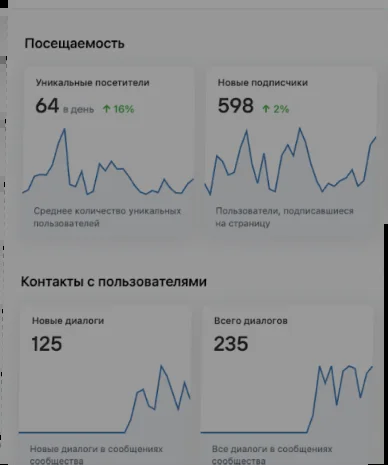 Посещаемость
Уникальные посетители
64 в день ↑ 16%
Среднее количество уникальных
пользователей
Новые подписчики
598 ↑ 2%
Пользователи, подписавшиеся
на страницу
Контакты с пользователями
Новые диалоги
125
Новые диалоги в сообщениях
сообщества
Всего диалогов
235
Все диалоги в сообщениях
сообщества